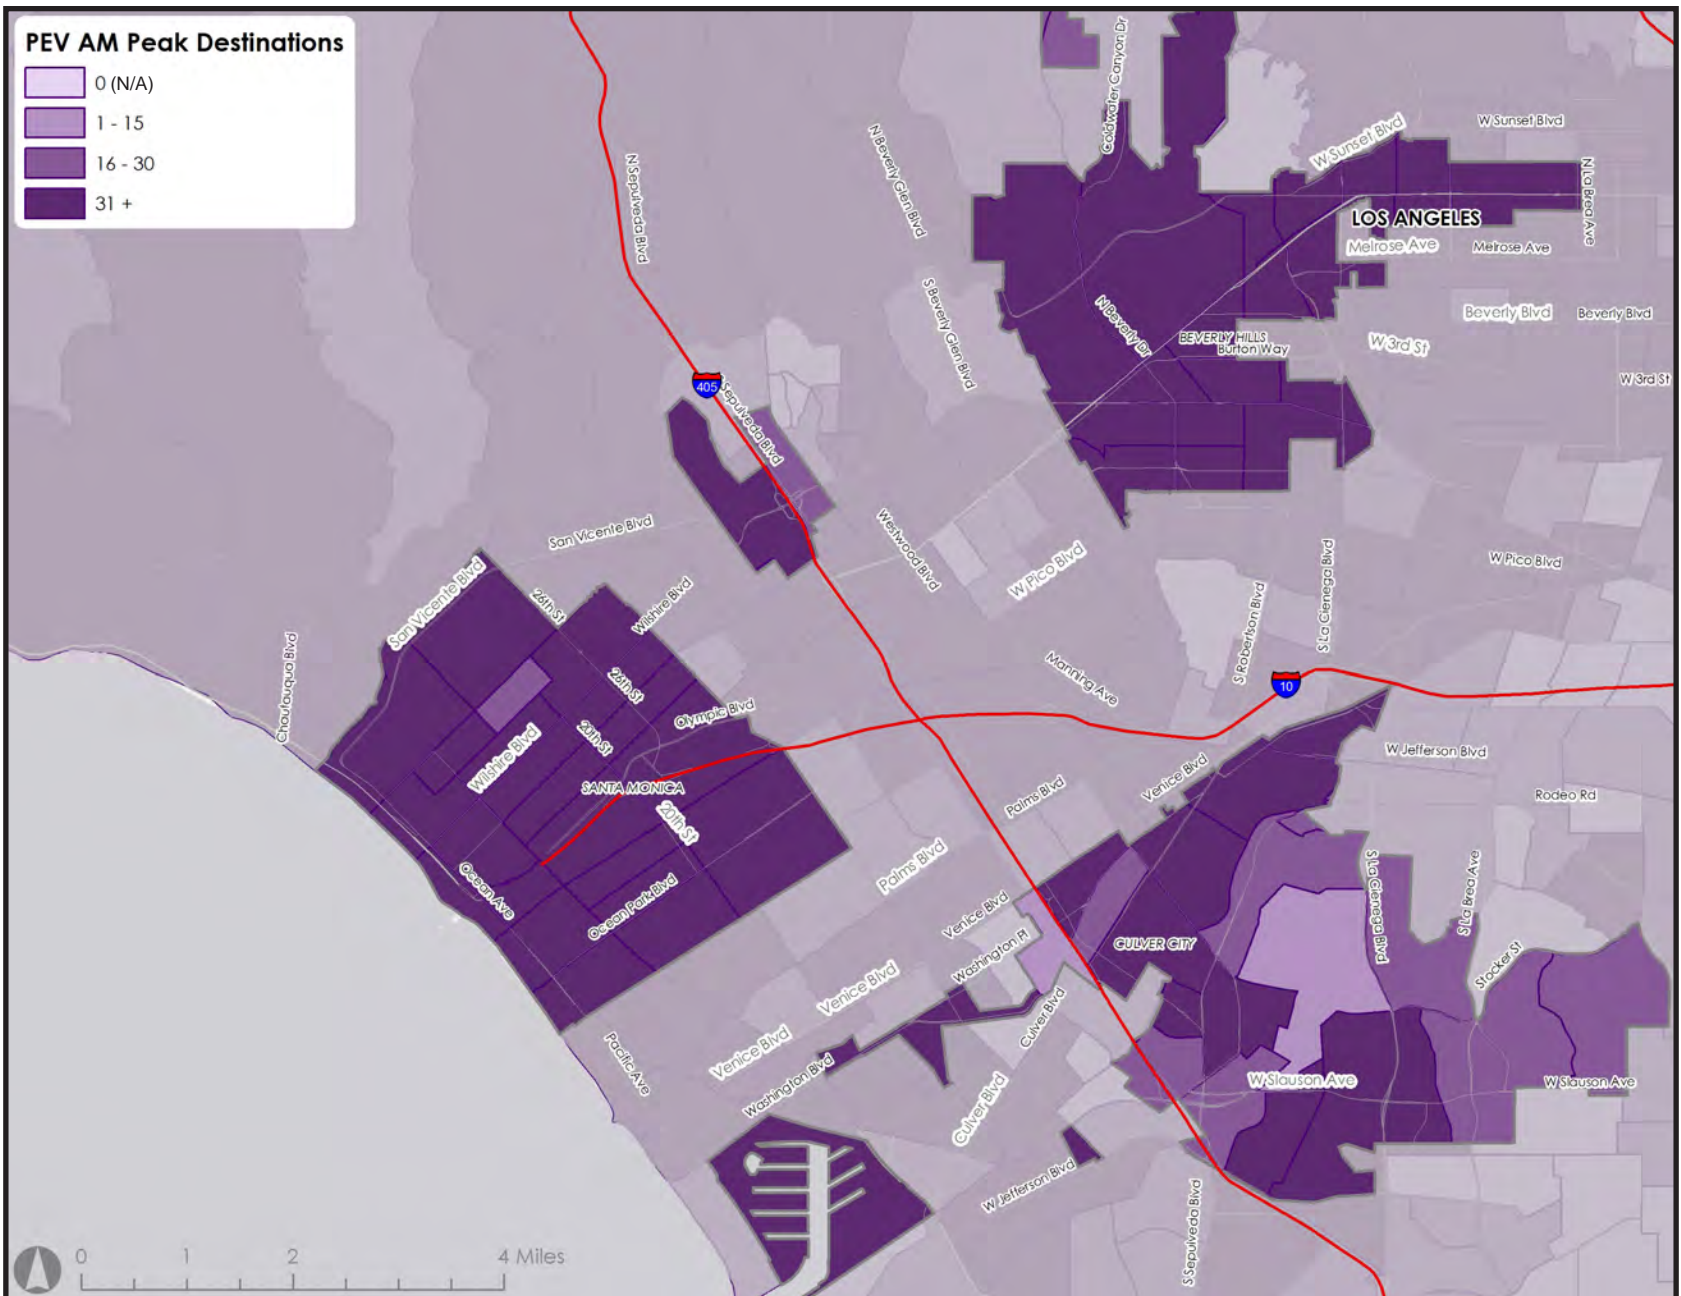 PEV AM Peak Destinations
0 (N/A)
1 - 15
16 - 30
31 +
Coldwater Canyon Dr
W Sunset Blvd
W Sunset Blvd
N Sepulveda Blvd
N Beverly Glen Blvd
N La Brea Ave
LOS ANGELES
Melrose Ave
Melrose Ave
S Beverly Glen Blvd
N Beverly Dr
Beverly Blvd
Beverly Blvd
BEVERLY HILLS
Burton Way
W 3rd St
W 3rd St
405
Sepulveda Blvd
San Vicente Blvd
Westwood Blvd
W Pico Blvd
W Pico Blvd
San Vicente Blvd
26th St
Wilshire Blvd
S Robertson Blvd
S La Cienega Blvd
Chautauqua Blvd
26th St
Manning Ave
10
Olympic Blvd
20th St
Wilshire Blvd
W Jefferson Blvd
SANTA MONICA
Venice Blvd
Palms Blvd
Rodeo Rd
20th St
Palms Blvd
Ocean Ave
Ocean Park Blvd
S La Cienega Blvd
S La Brea Ave
Venice Blvd
Washington Pl
CULVER CITY
Stocker St
Venice Blvd
Culver Blvd
Venice Blvd
Pacific Ave
Washington Blvd
Culver Blvd
W Slauson Ave
W Slauson Ave
W Jefferson Blvd
S Sepulveda Blvd
0 1 2 4 Miles